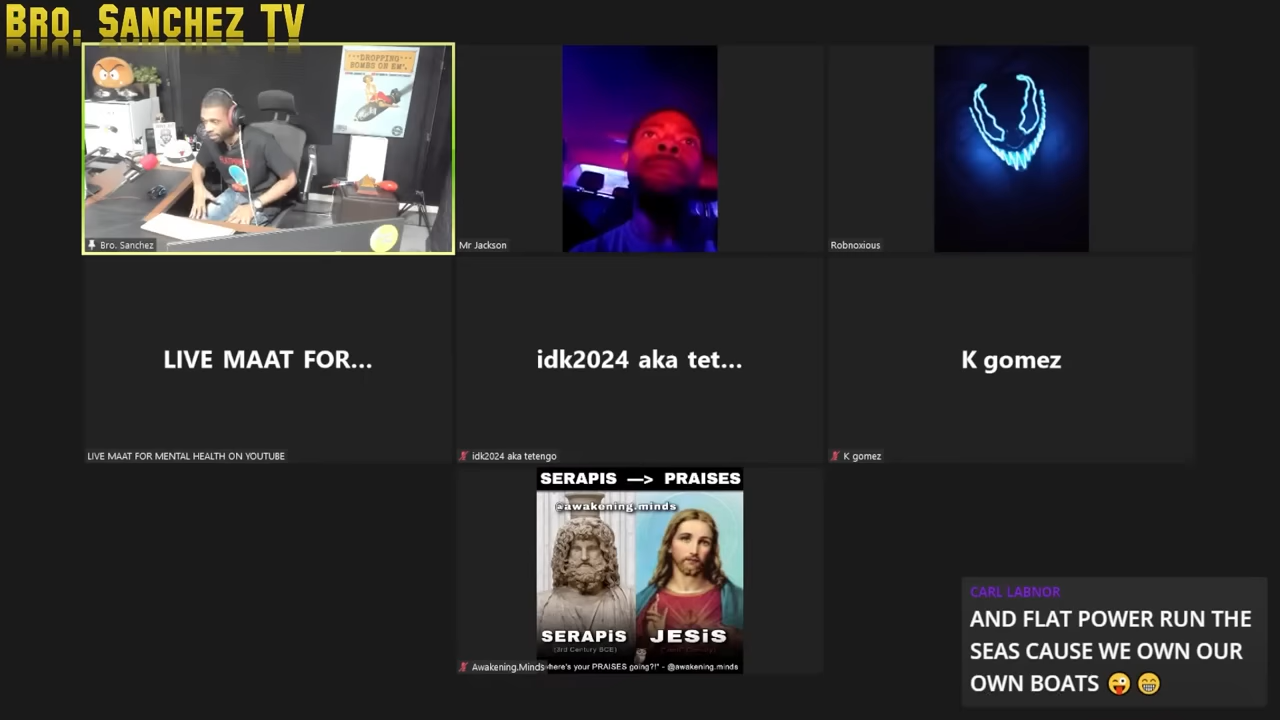 BRO. SANCHEZ TV
DROPPING
BOMBS ON EM
Bro. Sanchez
Mr Jackson
Robnoxious
LIVE MAAT FOR...
LIVE MAAT FOR MENTAL HEALTH ON YOUTUBE
idk2024 aka tet...
idk2024 aka tetengo
K gomez
K gomez
SERAPIS —> PRAISES
@awakening.minds
SERAPiS
JESiS
(3rd Century BCE)
Awakening.Minds
here's your PRAISES going?!" - @awakening.minds
CARL LABNOR
AND FLAT POWER RUN THE
SEAS CAUSE WE OWN OUR
OWN BOATS 😜 😁